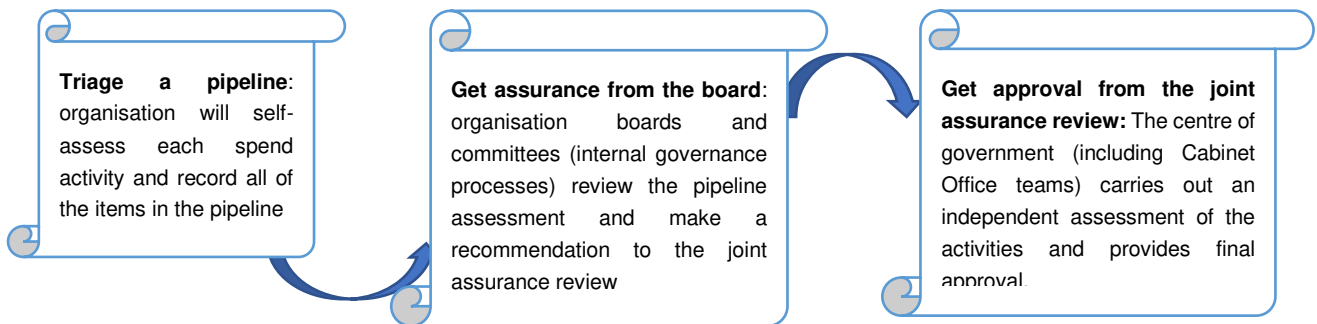 Triage a pipeline:
organisation will self-
assess each spend
activity and record all of
the items in the pipeline
Get assurance from the board:
organisation boards and
committees (internal governance
processes) review the pipeline
assessment and make a
recommendation to the joint
assurance review
Get approval from the joint
assurance review: The centre of
government (including Cabinet
Office teams) carries out an
independent assessment of the
activities and provides final
approval.